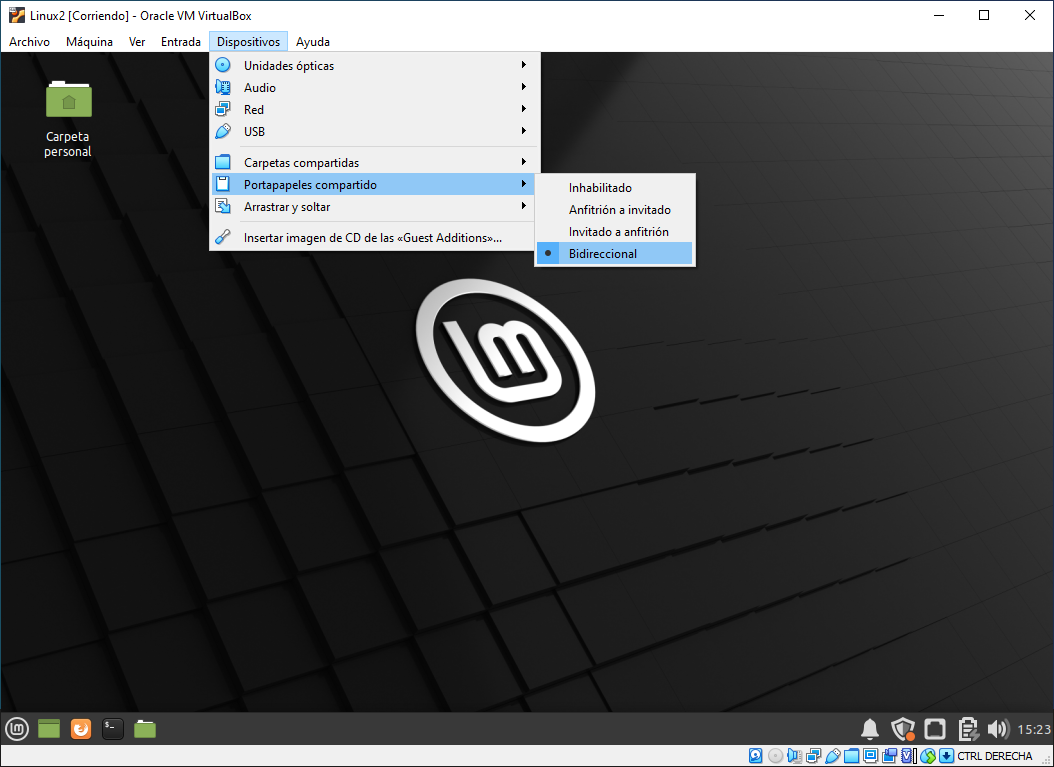 Linux2 [Corriendo] - Oracle VM VirtualBox
Archivo Máquina Ver Entrada Dispositivos Ayuda
Unidades ópticas
Audio
Red
USB
Carpetas compartidas
Portapapeles compartido
Arrastrar y soltar
Insertar imagen de CD de las «Guest Additions»...
Inhabilitado
Anfitrión a invitado
Invitado a anfitrión
Bidireccional
Carpeta
personal
15:23
CTRL DERECHA